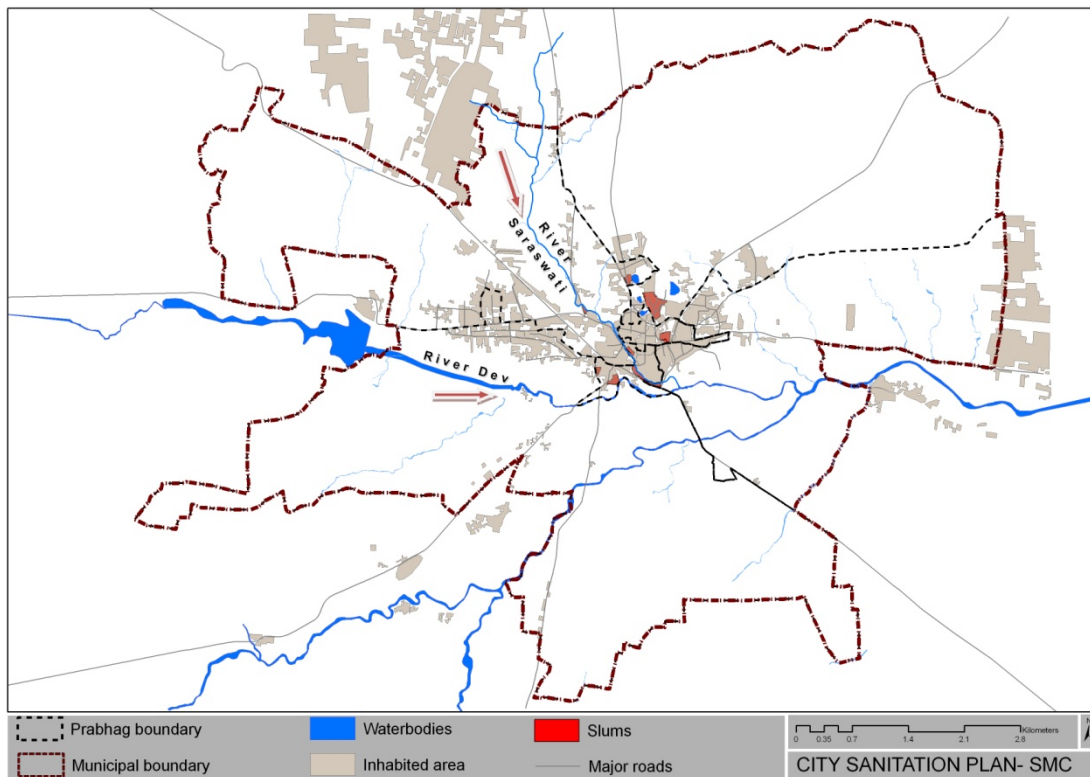 River
Saraswati
River Dev
Prabhag boundary
Waterbodies
Slums
Municipal boundary
Inhabited area
Major roads
Kilometers
0 0.35 0.7 1.4 2.1 2.8
CITY SANITATION PLAN- SMC
N